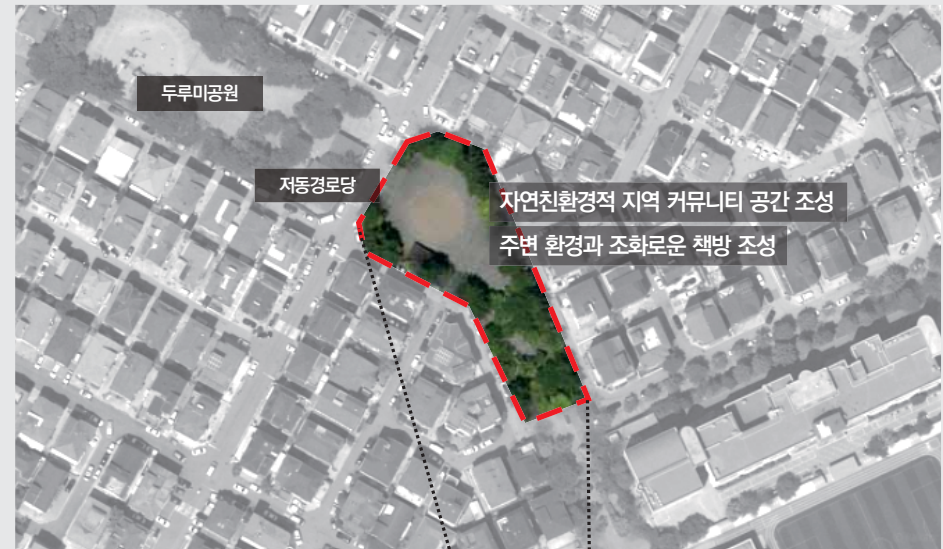 두루미공원
저동경로당
자연친환경적 지역 커뮤니티 공간 조성
주변 환경과 조화로운 책방 조성